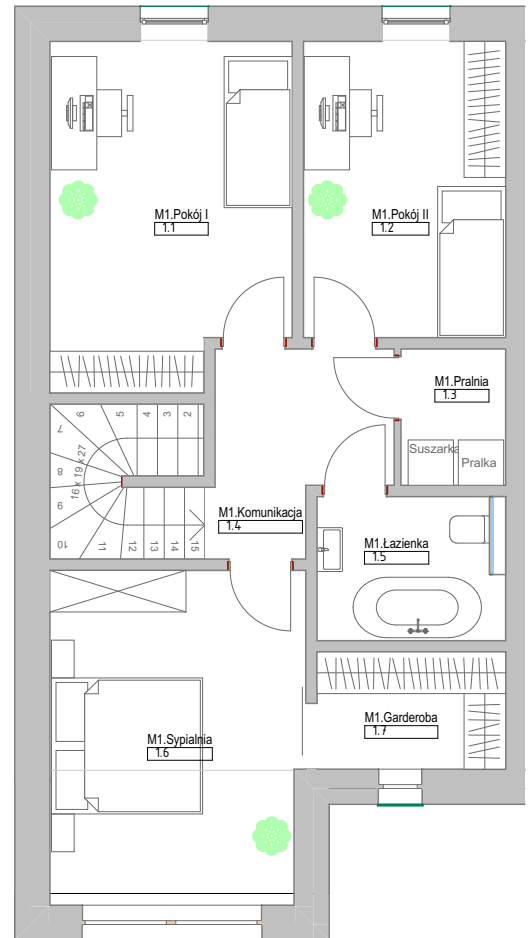 M1.Pokój I
1.1
M1.Pokój II
1.2
M1.Pralnia
1.3
Suszarka
Pralka
6
5
4
3
2
7
8
9
10
11
12
13
14
15
16 x 19 x 27
M1.Komunikacja
1.4
M1.Łazienka
1.5
M1.Sypialnia
1.6
M1.Garderoba
1.7